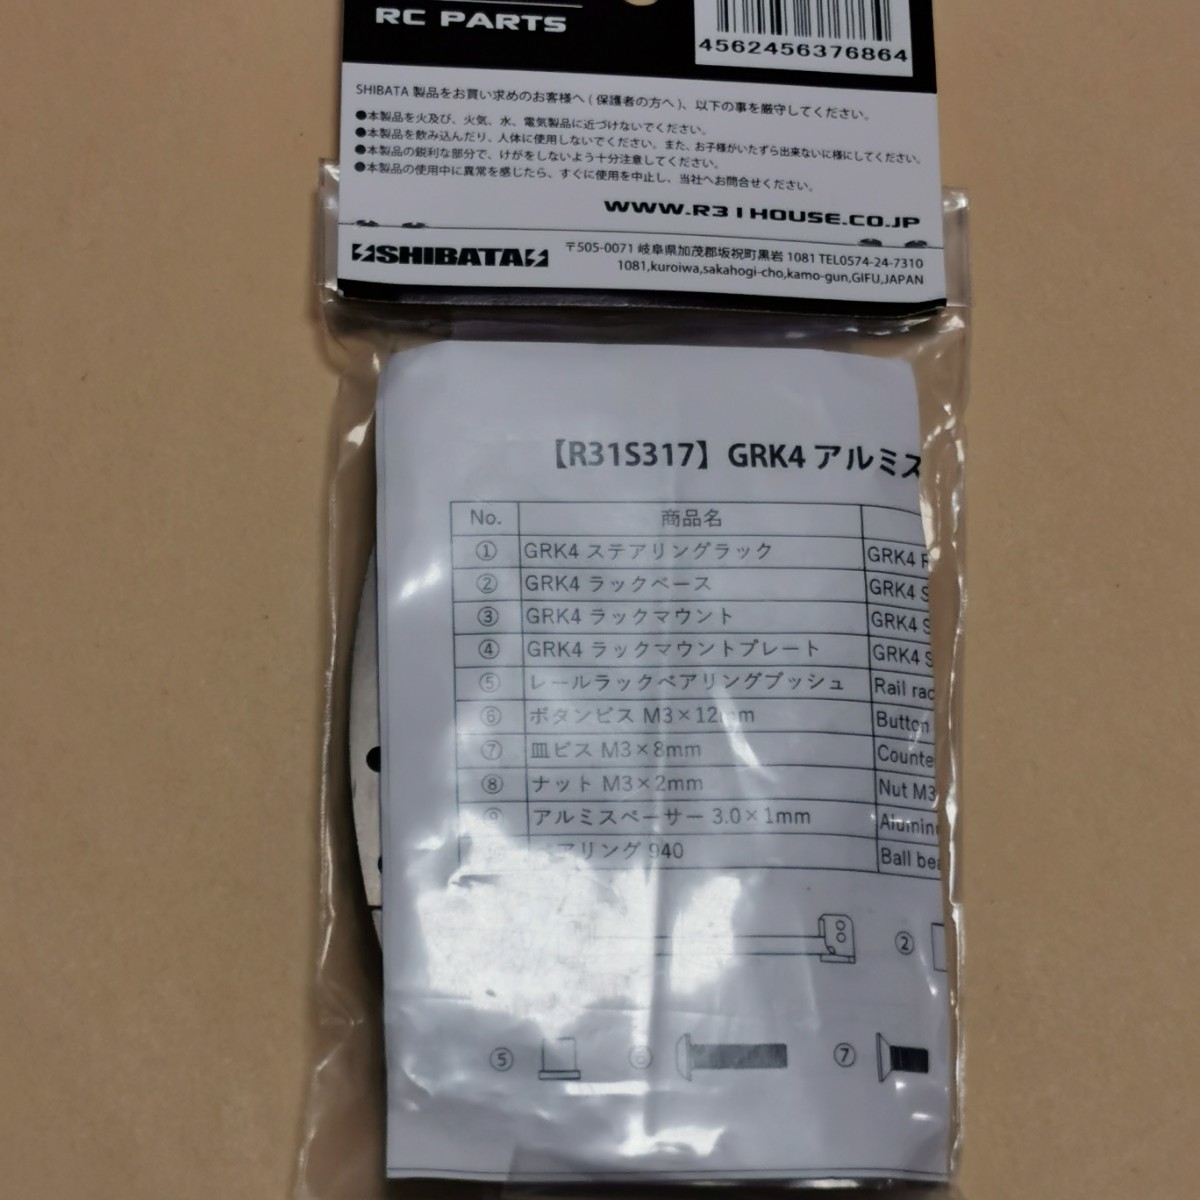 RC PARTS
4562456376864
SHIBATA 製品をお買い求めのお客様へ ( 保護者の方へ )、以下の事を厳守してください。
●本製品を火及び、火気、水、電気製品に近づけないでください。
●本製品を飲み込んだり、人体に使用しないでください。また、お子様がいたずら出来ないに様にしてください。
●本製品の鋭利な部分で、けがをしないよう十分注意してください。
●本製品の使用中に異常を感じたら、すぐに使用を中止し、当社へお問合せください。
WWW.R31HOUSE.CO.JP
SHIBATA
〒505-0071 岐阜県加茂郡坂祝町黒岩 1081 TEL0574-24-7310
1081,kuroiwa,sakahogi-cho,kamo-gun,GIFU,JAPAN
【R31S317】GRK4 アルミス
No. 商品名
① GRK4 ステアリングラック GRK4 R
② GRK4 ラックベース GRK4 S
③ GRK4 ラックマウント GRK4 S
④ GRK4 ラックマウントプレート GRK4 S
⑤ レールラックベアリングブッシュ Rail rac
⑥ ボタンビス M3×12mm Button
⑦ 皿ビス M3×8mm Counte
⑧ ナット M3×2mm Nut M3
⑨ アルミスペーサー 3.0×1mm Alumin
ベアリング 940 Ball bea
②
⑤ ⑥ ⑦